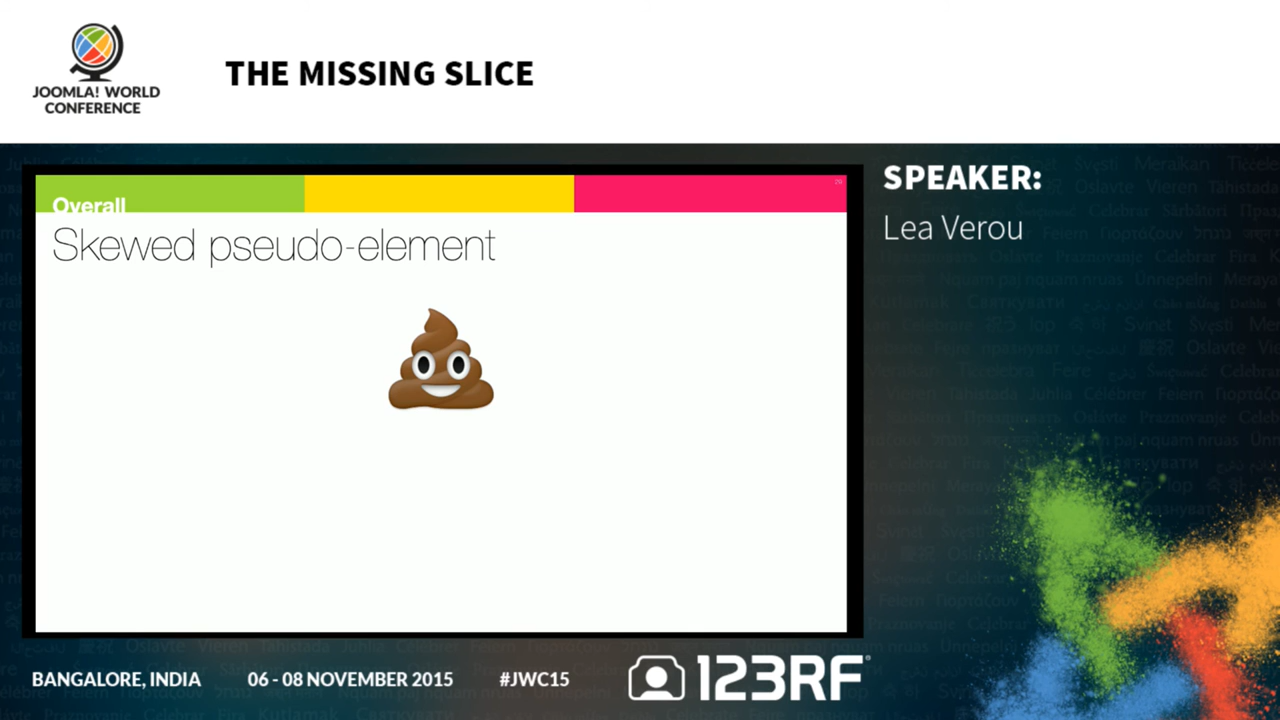 JOOMLA! WORLD
CONFERENCE
THE MISSING SLICE
Overall
Skewed pseudo-element
SPEAKER:
Lea Verou
BANGALORE, INDIA
06 - 08 NOVEMBER 2015
#JWC15
123RF®